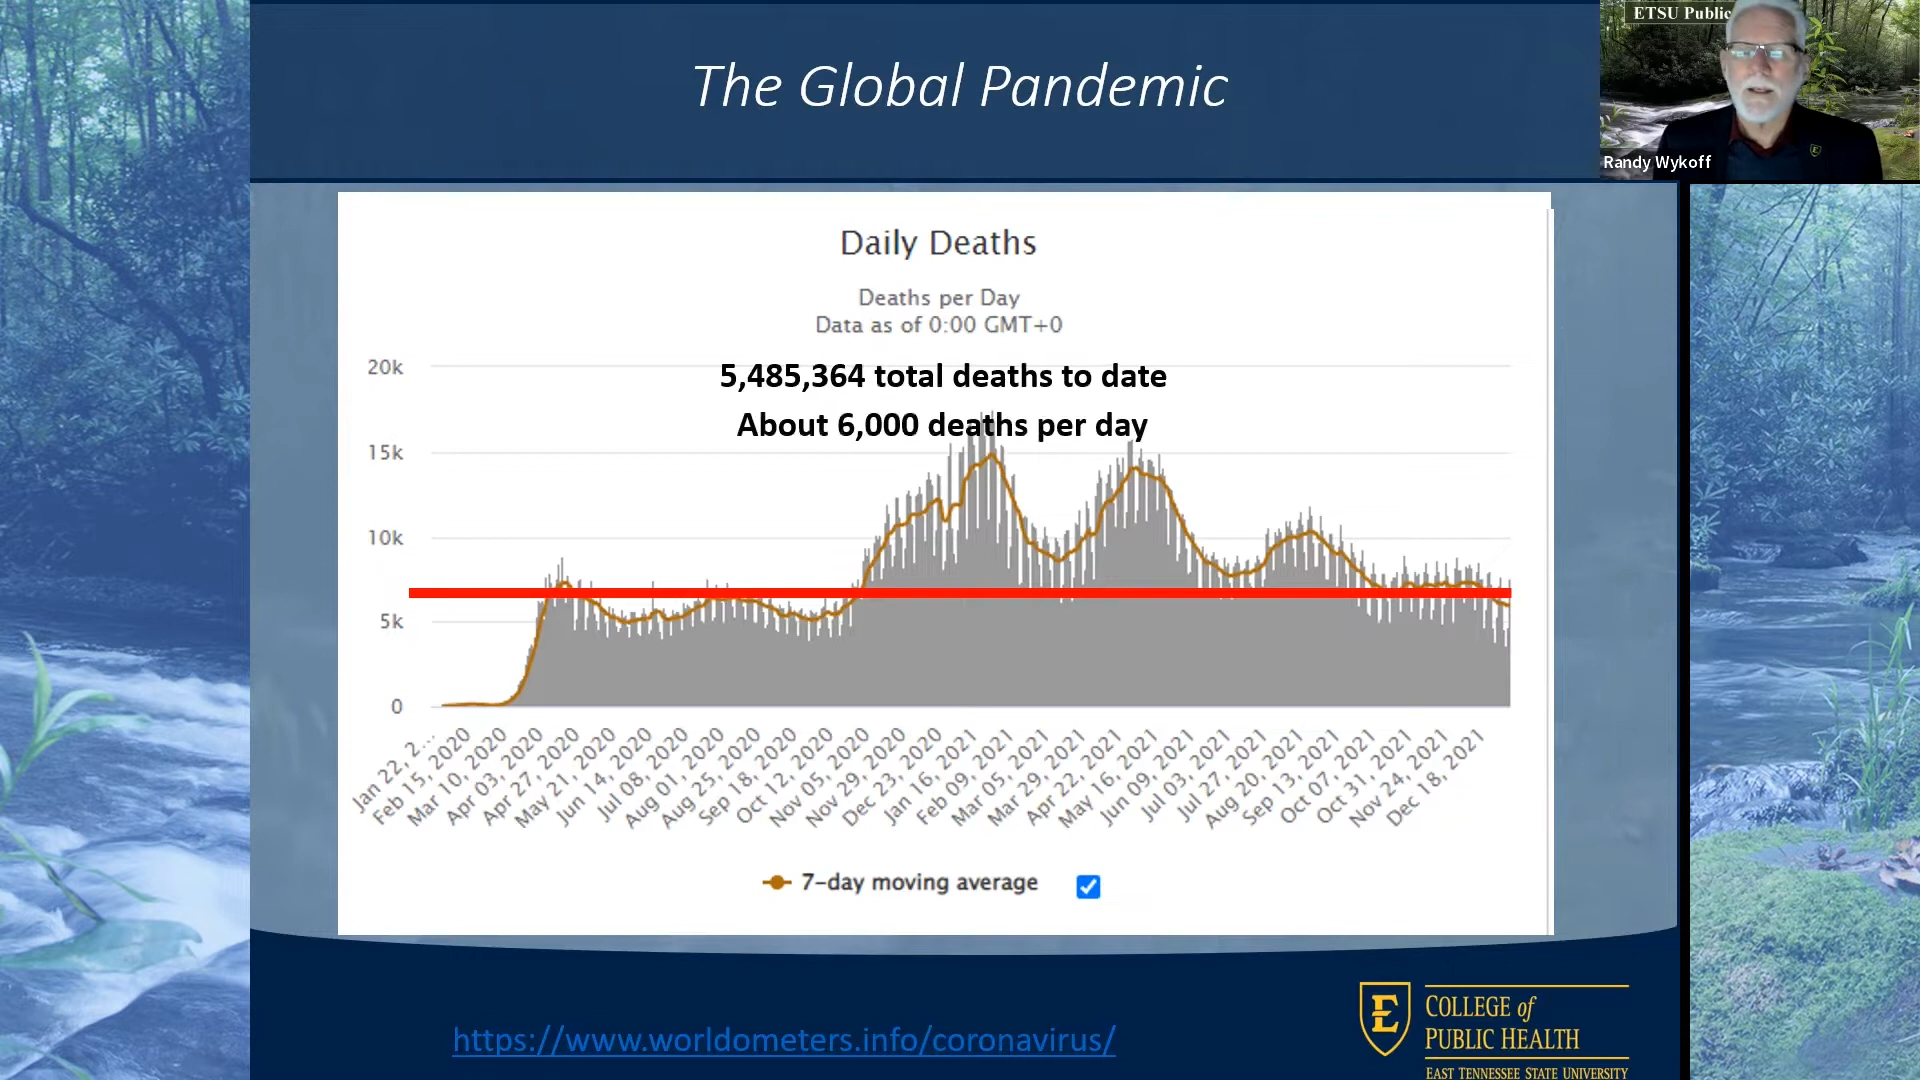 The Global Pandemic
ETSU Public
Randy Wykoff
Daily Deaths
Deaths per Day
Data as of 0:00 GMT+0
5,485,364 total deaths to date
About 6,000 deaths per day
20k
15k
10k
5k
0
Jan 22, 2...
Feb 15, 2020
Mar 10, 2020
Apr 03, 2020
Apr 27, 2020
May 21, 2020
Jun 14, 2020
Jul 08, 2020
Aug 01, 2020
Aug 25, 2020
Sep 18, 2020
Oct 12, 2020
Nov 05, 2020
Nov 29, 2020
Dec 23, 2020
Jan 16, 2021
Feb 09, 2021
Mar 05, 2021
Mar 29, 2021
Apr 22, 2021
May 16, 2021
Jun 09, 2021
Jul 03, 2021
Jul 27, 2021
Aug 20, 2021
Sep 13, 2021
Oct 07, 2021
Oct 31, 2021
Nov 24, 2021
Dec 18, 2021
7-day moving average
https://www.worldometers.info/coronavirus/
E
COLLEGE of
PUBLIC HEALTH
EAST TENNESSEE STATE UNIVERSITY